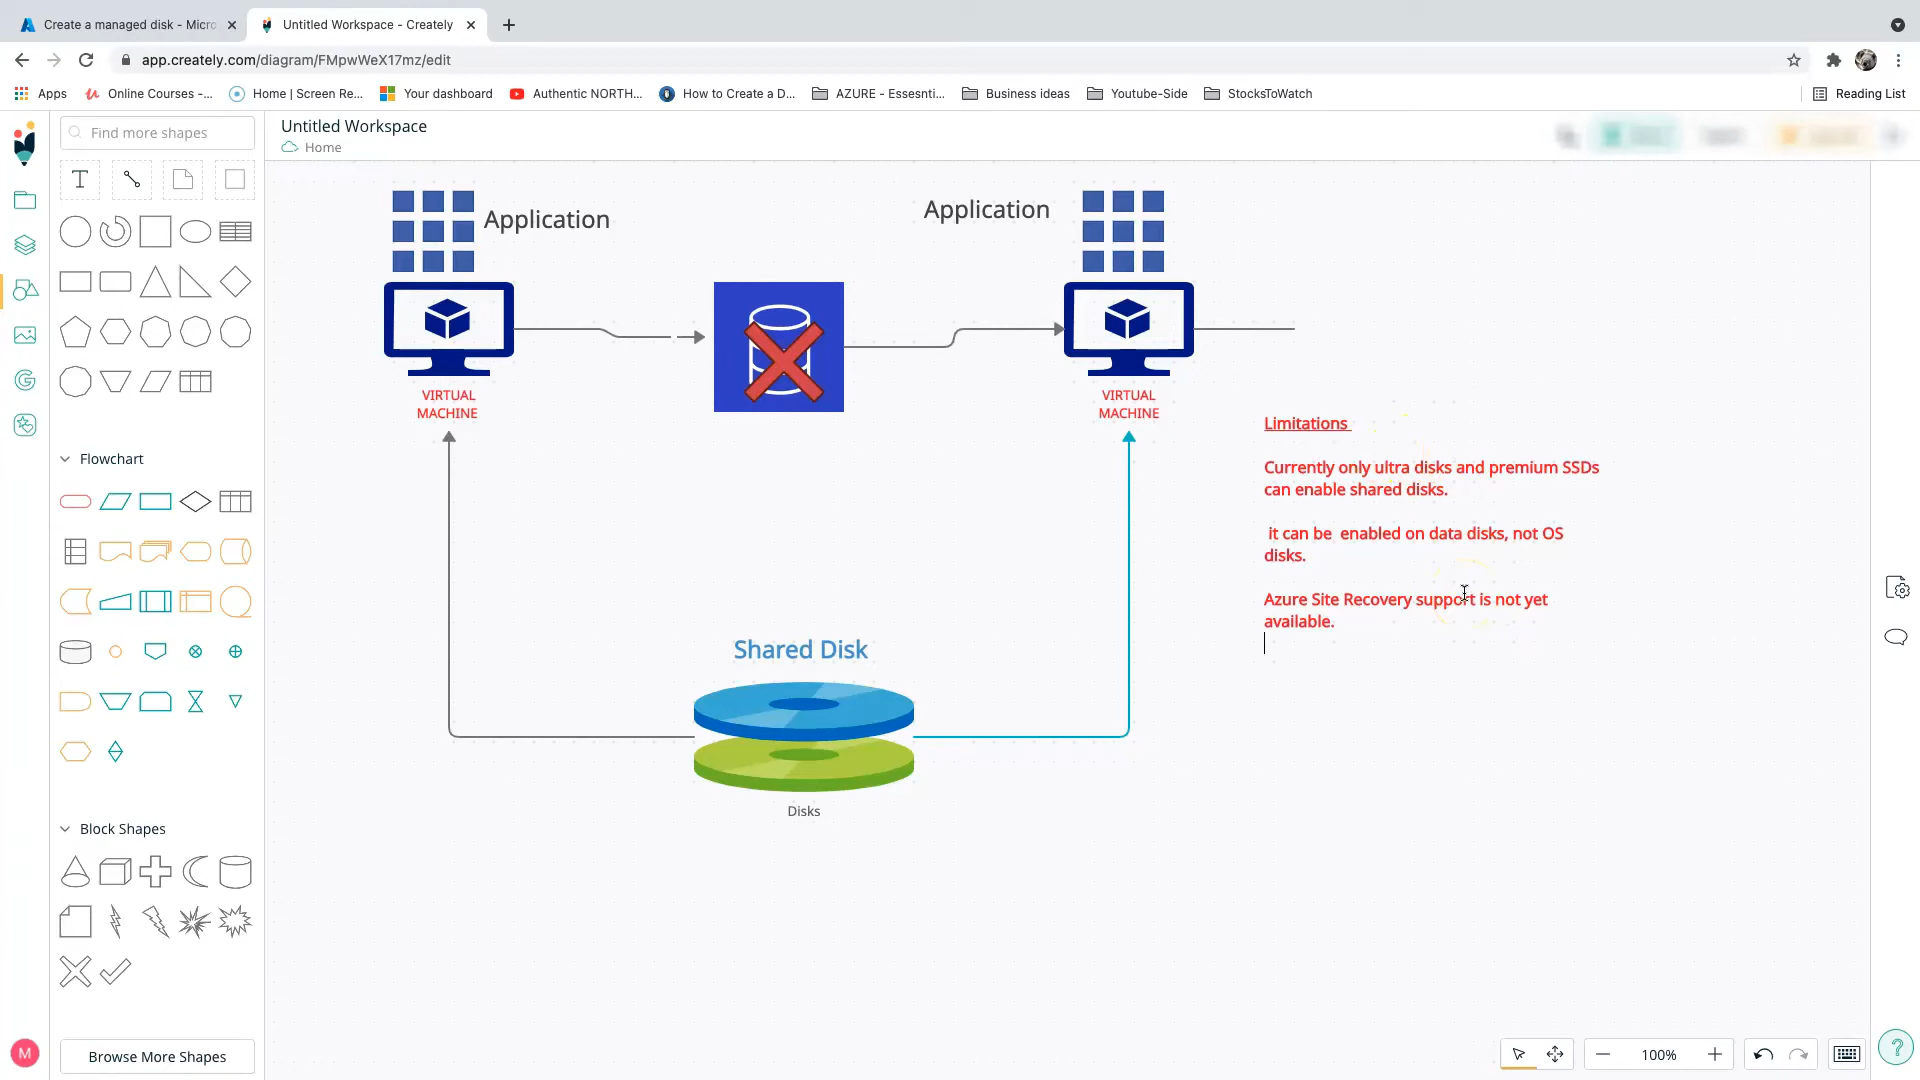 Create a managed disk - Micro
Untitled Workspace - Creately
app.creately.com/diagram/FMpwWeX17mz/edit
Apps
Online Courses -...
Home | Screen Re...
Your dashboard
Authentic NORTH...
How to Create a D...
AZURE - Essesnti...
Business ideas
Youtube-Side
StocksToWatch
Reading List
Find more shapes
Untitled Workspace
Home
T
Application
Application
VIRTUAL
MACHINE
VIRTUAL
MACHINE
Limitations
Currently only ultra disks and premium SSDs
can enable shared disks.
it can be enabled on data disks, not OS
disks.
Azure Site Recovery support is not yet
available.
Flowchart
Shared Disk
Disks
Block Shapes
M
Browse More Shapes
100%
?